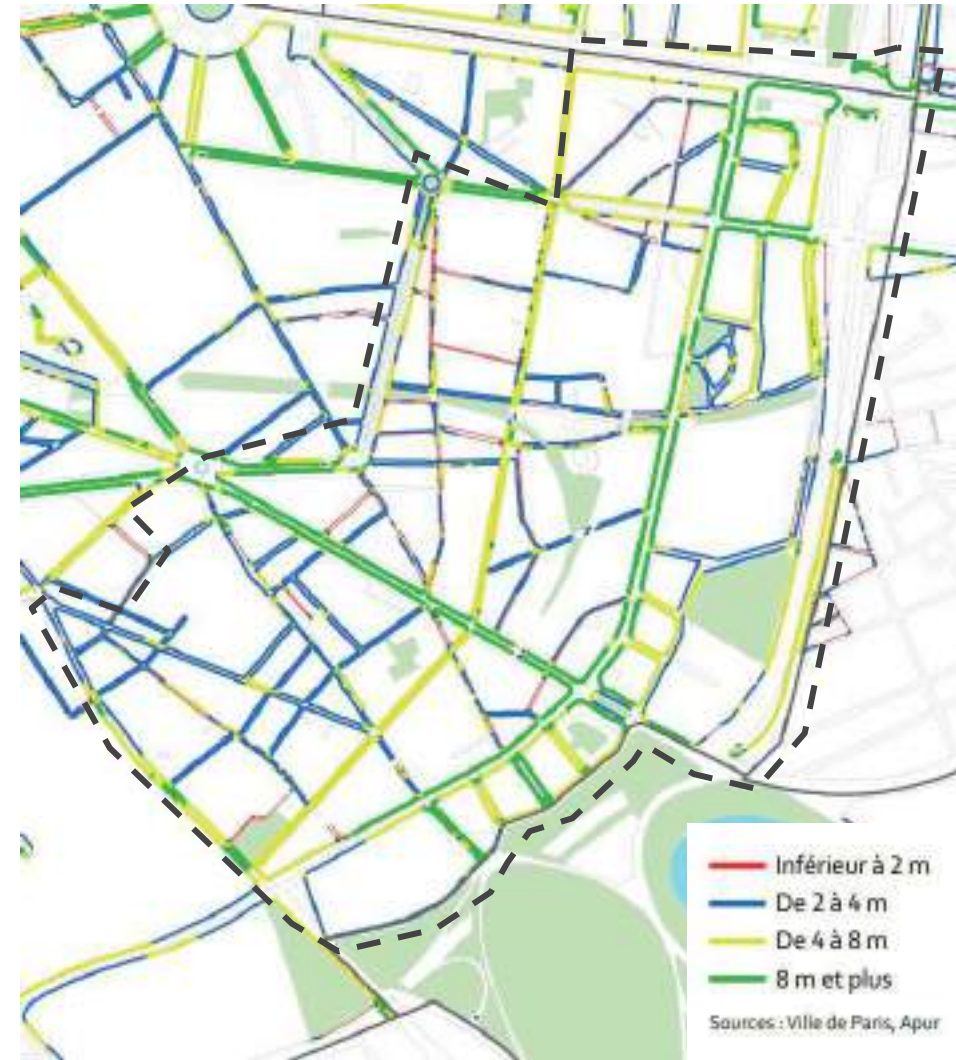 Inférieur à 2 m
De 2 à 4 m
De 4 à 8 m
8 m et plus
Sources : Ville de Paris, Apur